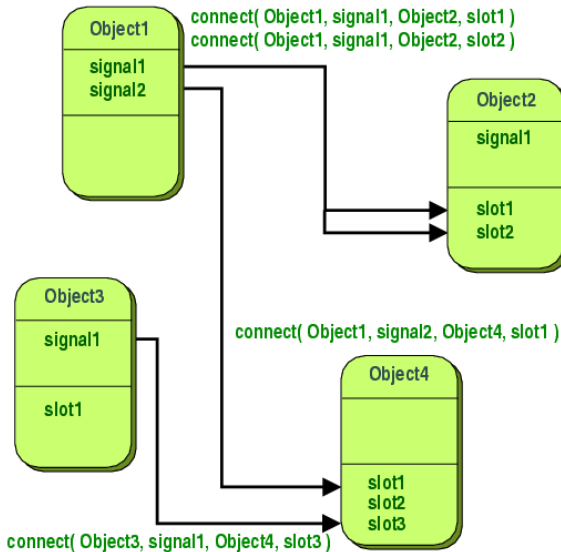 connect( Object1, signal1, Object2, slot1 )
connect( Object1, signal1, Object2, slot2 )
Object1
signal1
signal2
Object2
signal1
slot1
slot2
Object3
signal1
slot1
connect( Object1, signal2, Object4, slot1 )
Object4
slot1
slot2
slot3
connect( Object3, signal1, Object4, slot3 )